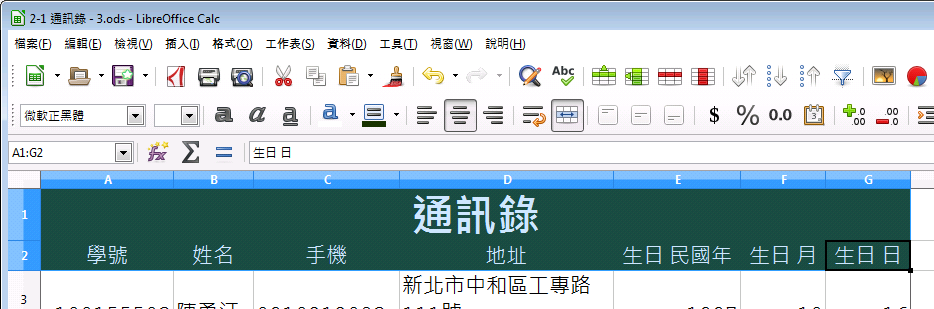 2-1 通訊錄 - 3.ods - LibreOffice Calc
檔案(F) 編輯(E) 檢視(V) 插入(I) 格式(O) 工作表(S) 資料(D) 工具(T) 視窗(W) 說明(H)
Abc
微軟正黑體 a a a a $ % 0.0 .00 .00
A1:G2 fx Σ = 生日 日
A B C D E F G
1 通訊錄
2 學號 姓名 手機 地址 生日 民國年 生日 月 生日 日
新北市中和區工專路
3